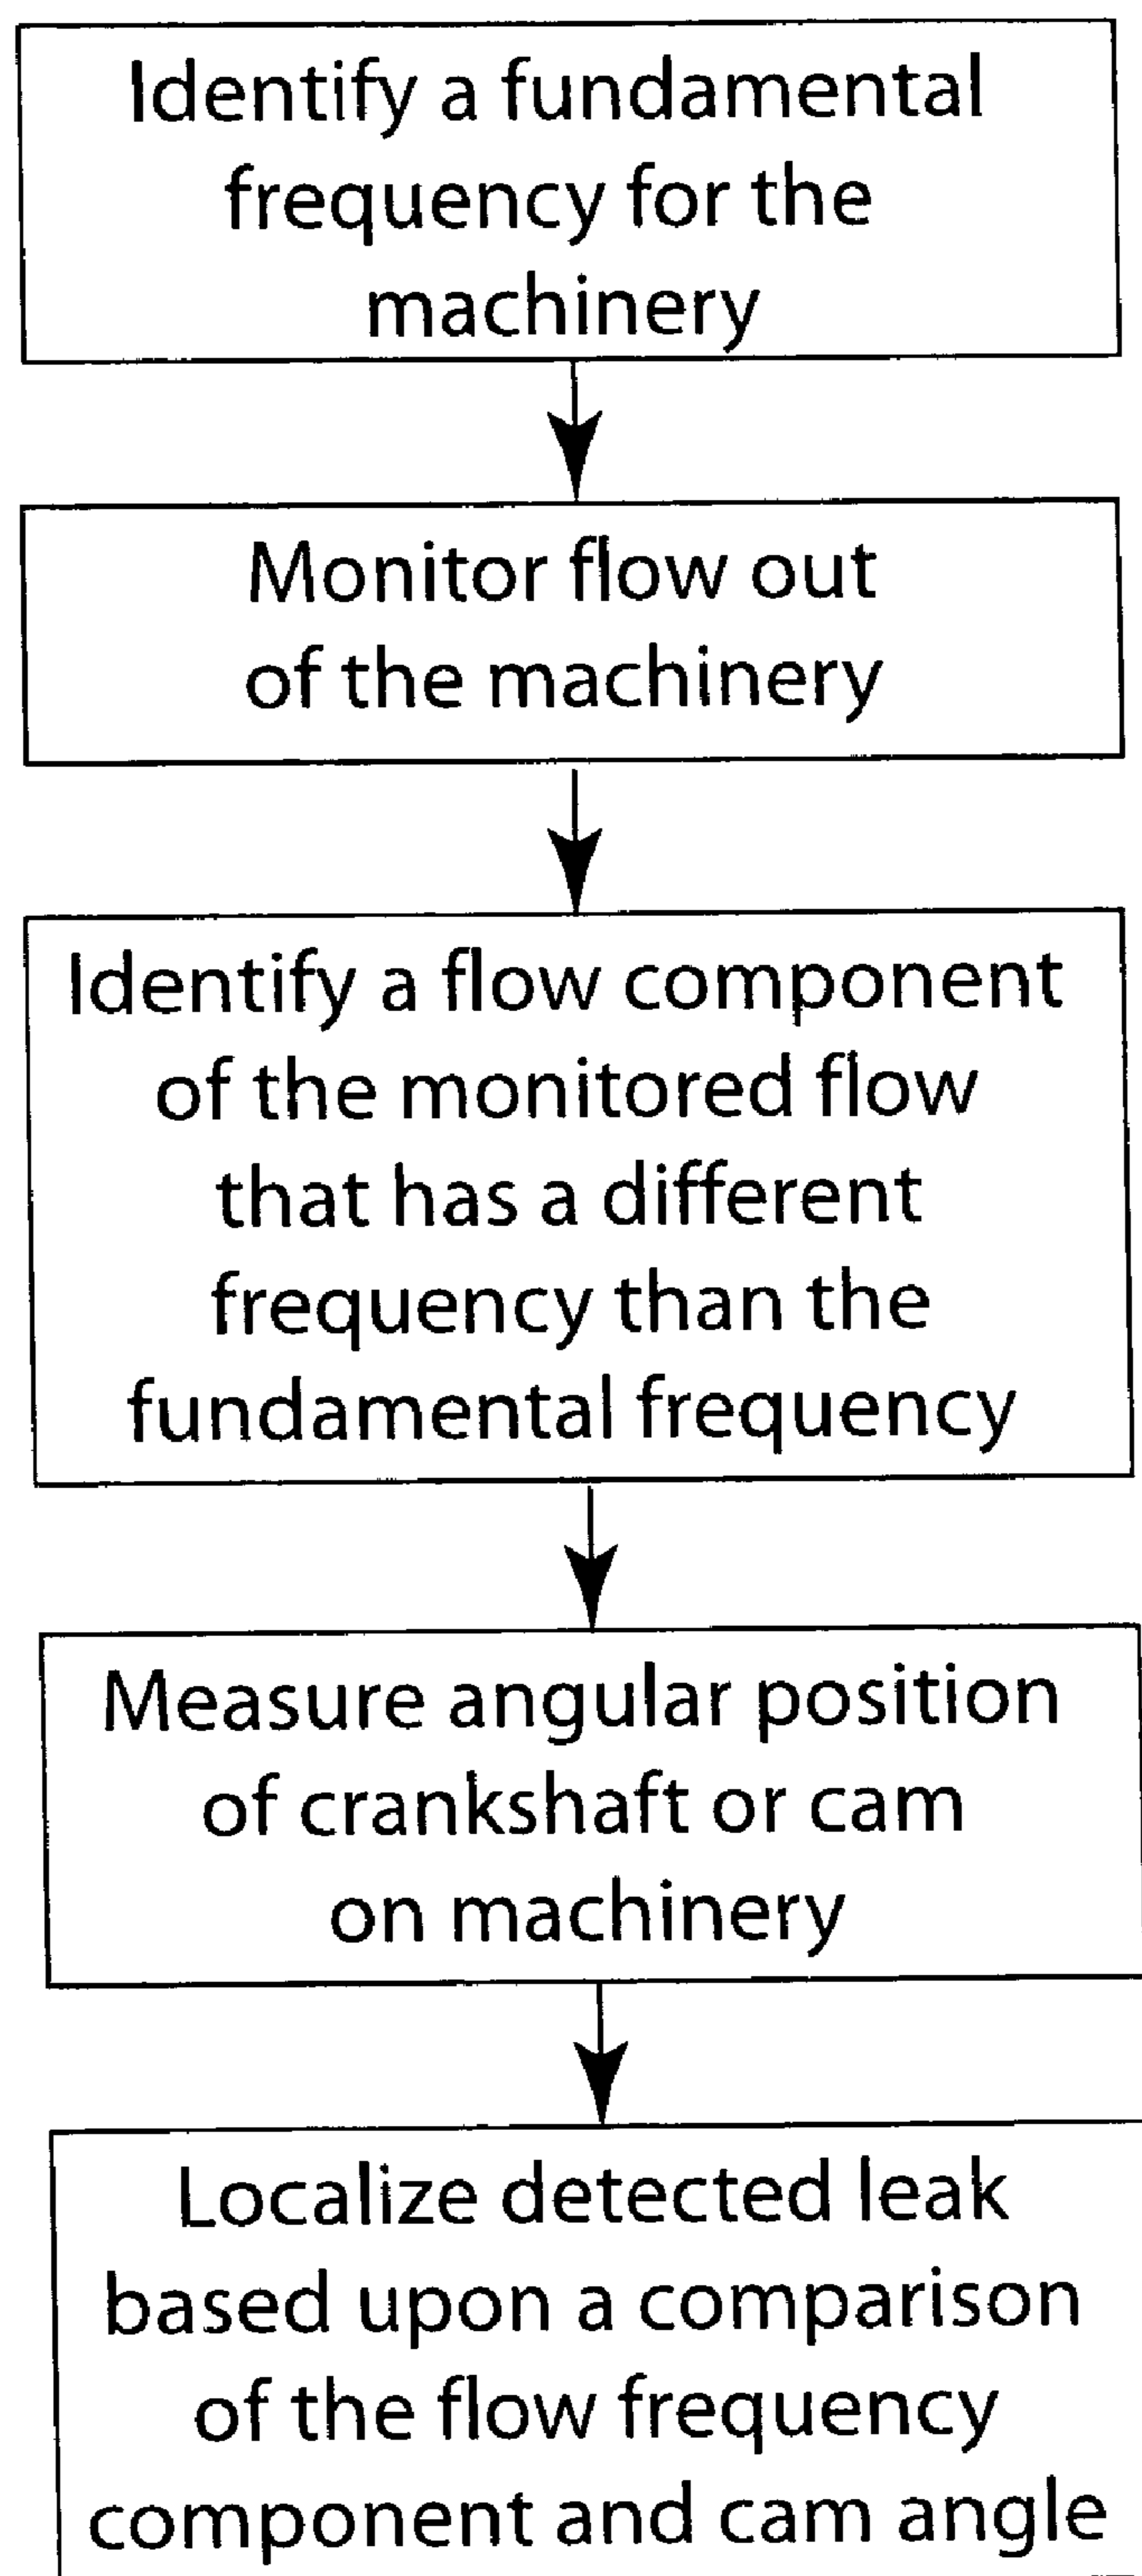 Identify a fundamental
frequency for the
machinery
Monitor flow out
of the machinery
Identify a flow component
of the monitored flow
that has a different
frequency than the
fundamental frequency
Measure angular position
of crankshaft or cam
on machinery
Localize detected leak
based upon a comparison
of the flow frequency
component and cam angle